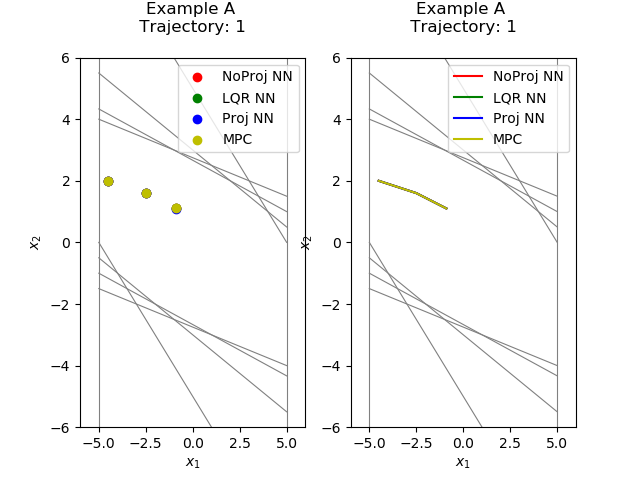 Example A
Trajectory: 1
6
4
2
0
−2
−4
−6
−5.0
−2.5
0.0
2.5
5.0
x1
x2
NoProj NN
LQR NN
Proj NN
MPC
Example A
Trajectory: 1
6
4
2
0
−2
−4
−6
−5.0
−2.5
0.0
2.5
5.0
x1
x2
NoProj NN
LQR NN
Proj NN
MPC